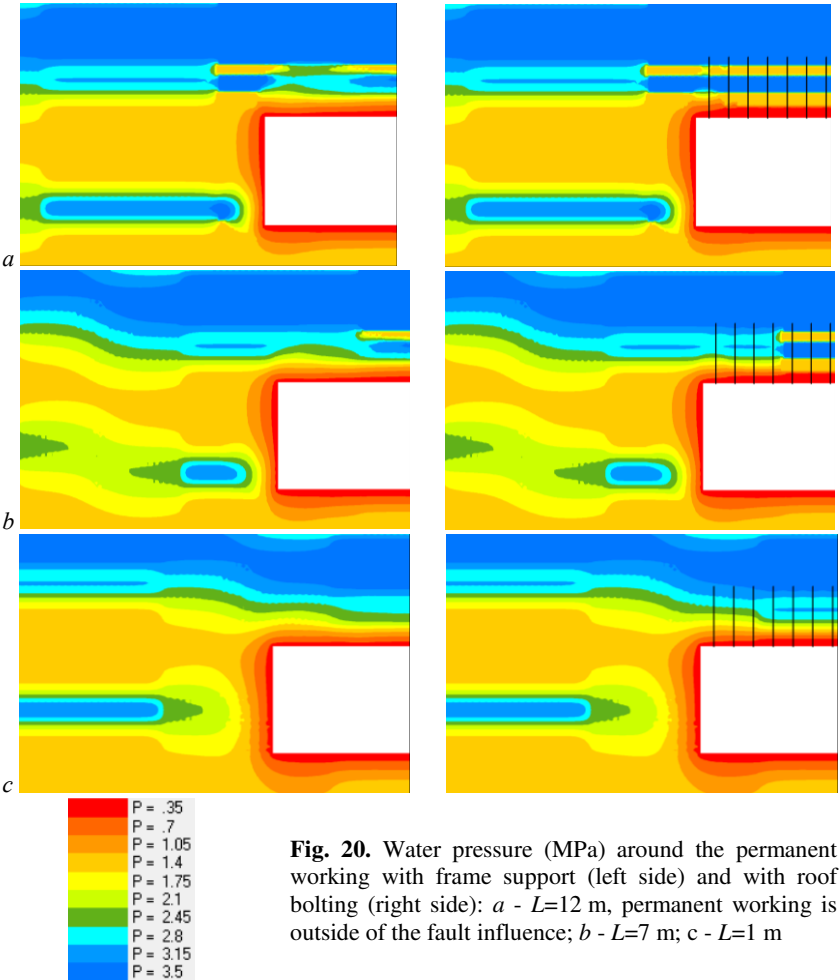 a
b
c
P = .35
P = .7
P = 1.05
P = 1.4
P = 1.75
P = 2.1
P = 2.45
P = 2.8
P = 3.15
P = 3.5
Fig. 20. Water pressure (MPa) around the permanent
working with frame support (left side) and with roof
bolting (right side): a - L=12 m, permanent working is
outside of the fault influence; b - L=7 m; c - L=1 m